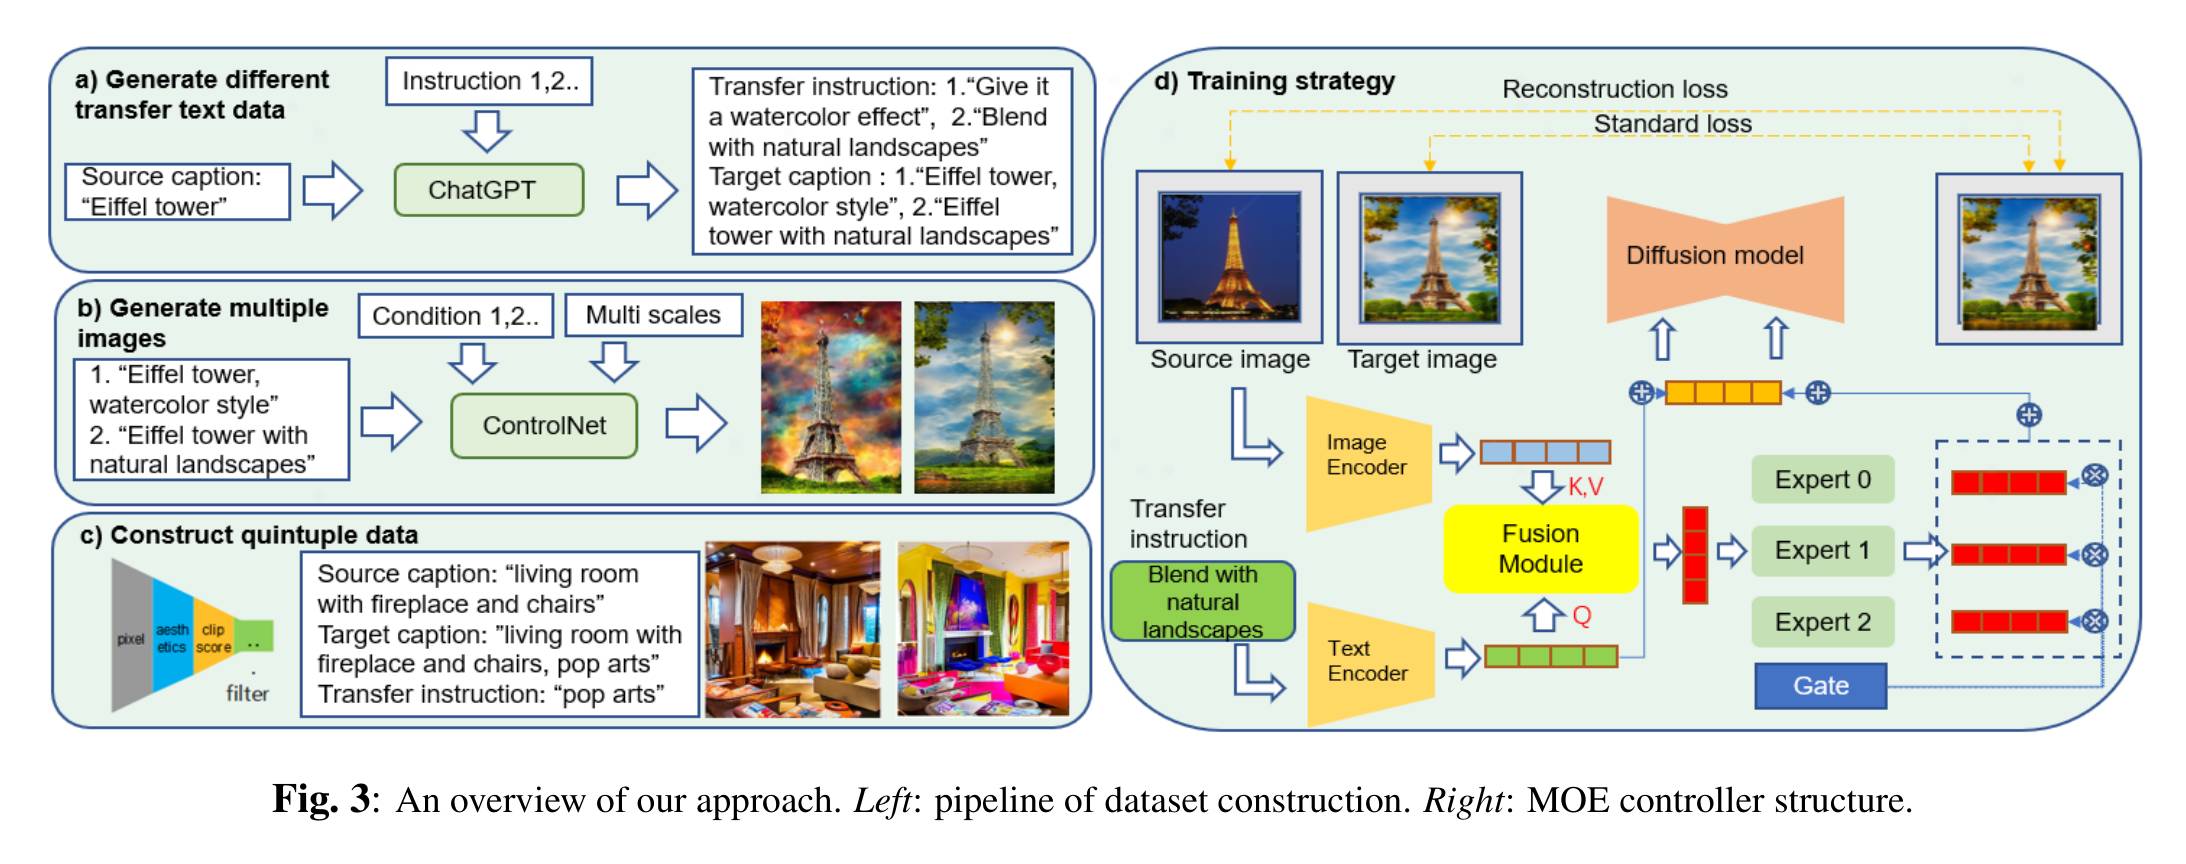 a) Generate different
transfer text data
Instruction 1,2..
Source caption:
“Eiffel tower”
ChatGPT
Transfer instruction: 1.“Give it
a watercolor effect”, 2.“Blend
with natural landscapes”
Target caption : 1.“Eiffel tower,
watercolor style”, 2.“Eiffel
tower with natural landscapes”
b) Generate multiple
images
Condition 1,2..
Multi scales
1. “Eiffel tower,
watercolor style”
2. “Eiffel tower with
natural landscapes”
ControlNet
c) Construct quintuple data
pixel
aesth
etics
clip
score
..
.
filter
Source caption: “living room
with fireplace and chairs”
Target caption: ”living room with
fireplace and chairs, pop arts”
Transfer instruction: “pop arts”
d) Training strategy
Reconstruction loss
Standard loss
Source image
Target image
Diffusion model
Image
Encoder
K,V
Transfer
instruction
Blend with
natural
landscapes
Fusion
Module
Q
Text
Encoder
Expert 0
Expert 1
Expert 2
Gate
Fig. 3: An overview of our approach. Left: pipeline of dataset construction. Right: MOE controller structure.